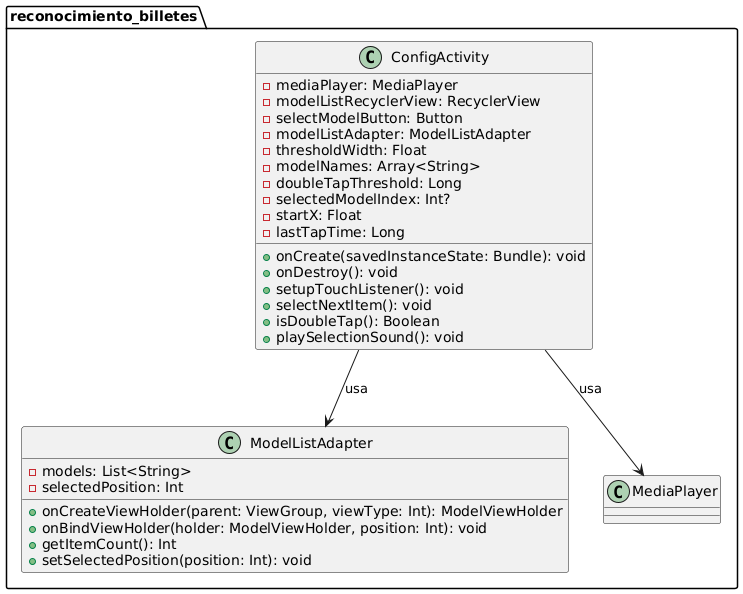 reconocimiento_billetes
C ConfigActivity
mediaPlayer: MediaPlayer
modelListRecyclerView: RecyclerView
selectModelButton: Button
modelListAdapter: ModelListAdapter
thresholdWidth: Float
modelNames: Array<String>
doubleTapThreshold: Long
selectedModelIndex: Int?
startX: Float
lastTapTime: Long
onCreate(savedInstanceState: Bundle): void
onDestroy(): void
setupTouchListener(): void
selectNextItem(): void
isDoubleTap(): Boolean
playSelectionSound(): void
usa
usa
C ModelListAdapter
models: List<String>
selectedPosition: Int
onCreateViewHolder(parent: ViewGroup, viewType: Int): ModelViewHolder
onBindViewHolder(holder: ModelViewHolder, position: Int): void
getItemCount(): Int
setSelectedPosition(position: Int): void
C MediaPlayer